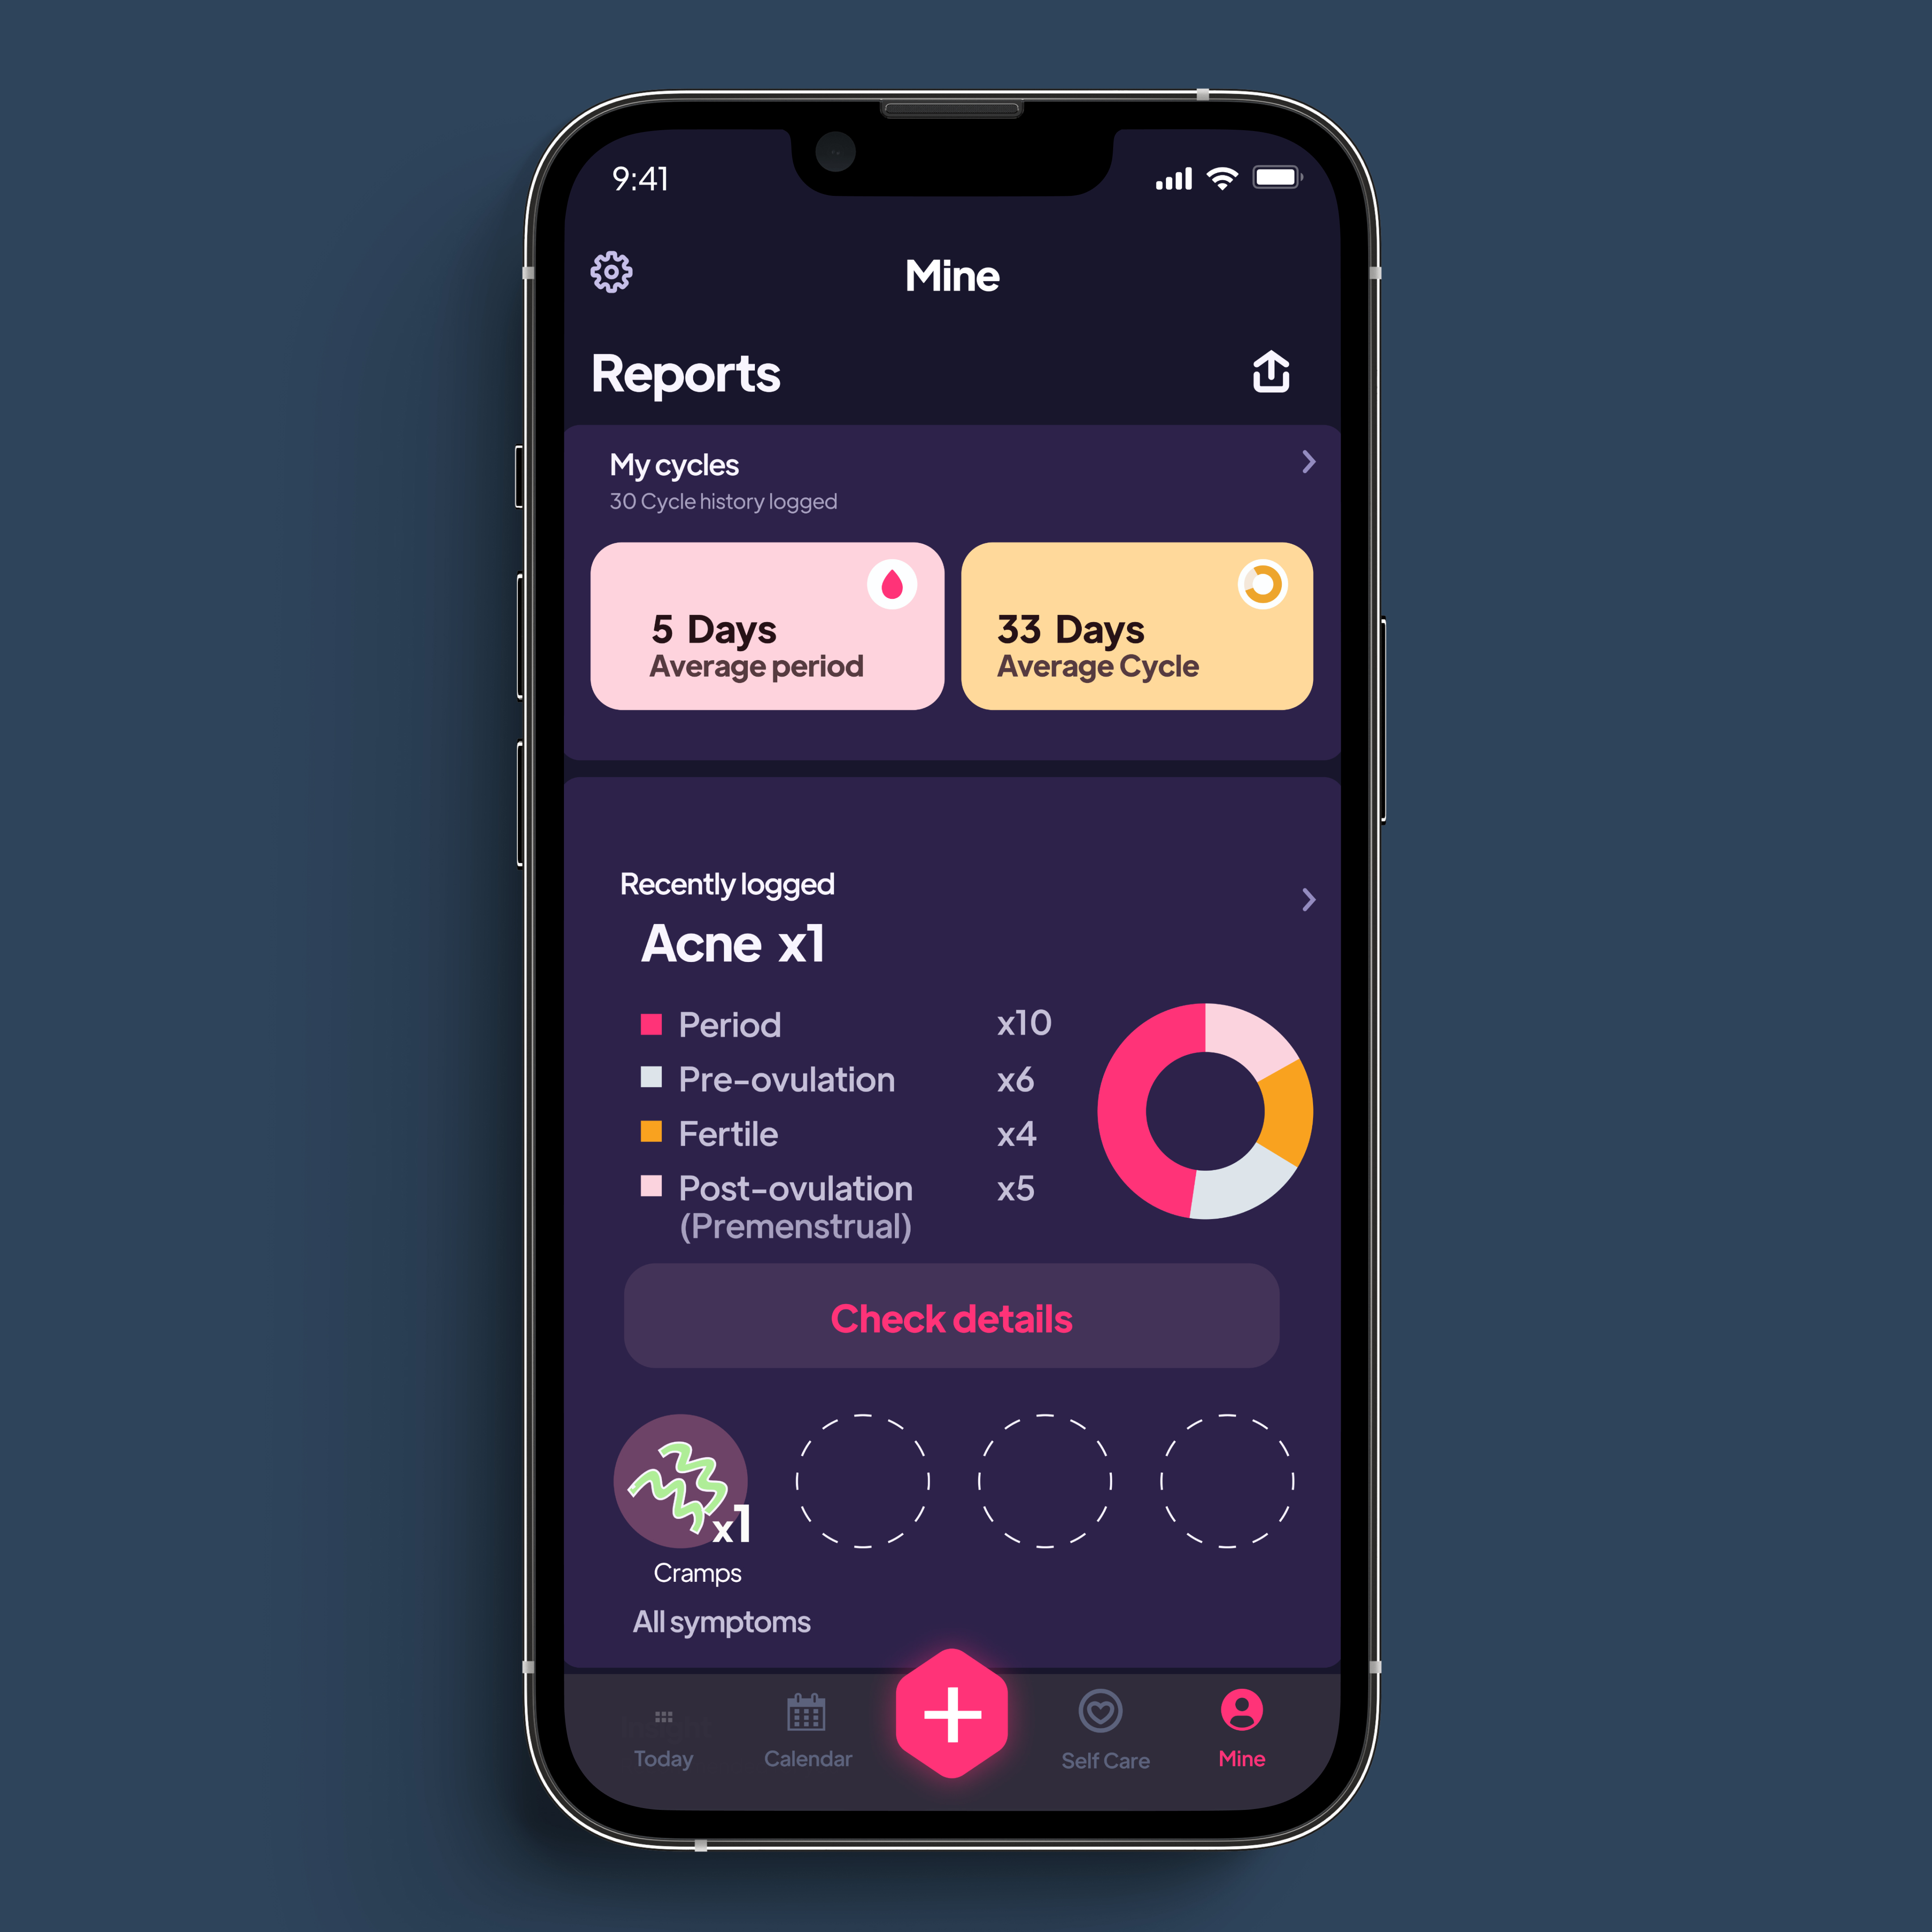 9:41
Mine
Reports
My cycles
30 Cycle history logged
5 Days
Average period
33 Days
Average Cycle
Recently logged
Acne x1
Period x10
Pre-ovulation x6
Fertile x4
Post-ovulation x5
(Premenstrual)
Check details
x1
Cramps
All symptoms
Insight
Today
Calendar
Self Care
Mine